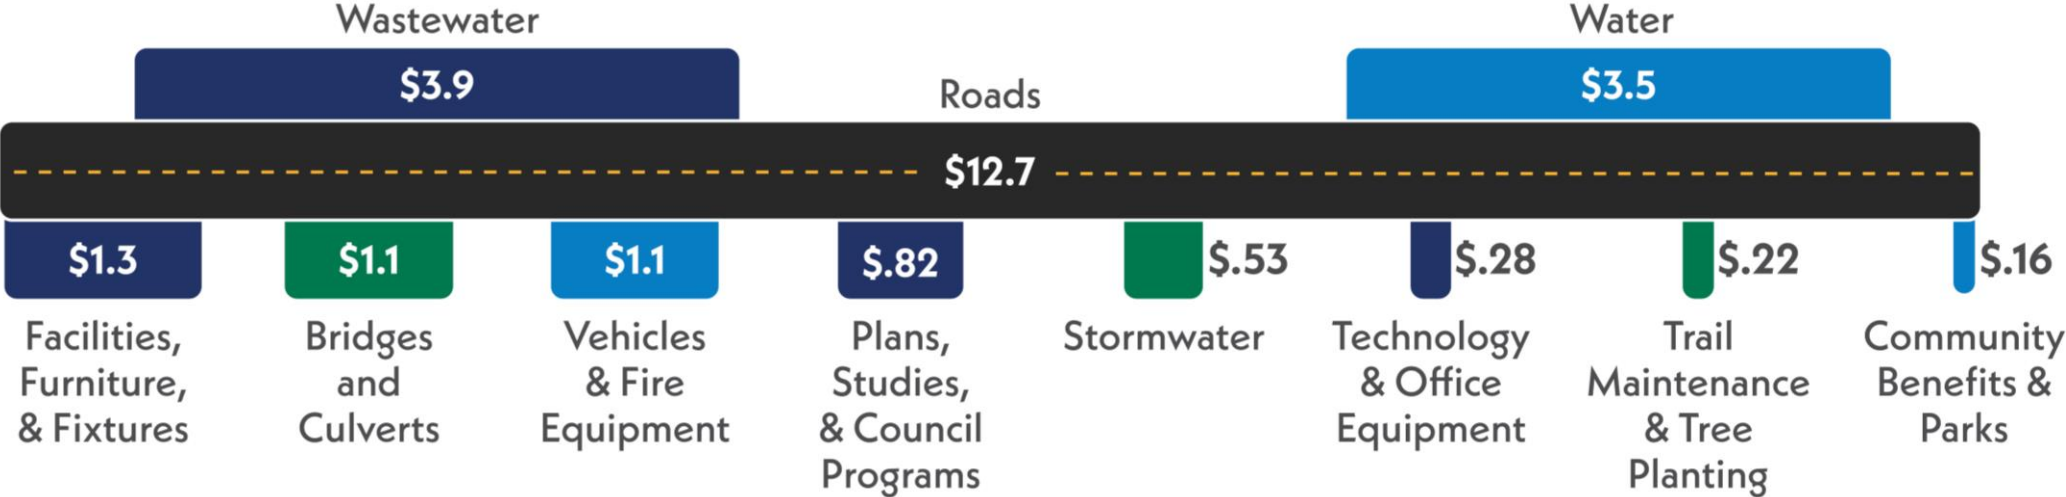 Wastewater
$3.9
Water
$3.5
Roads
$12.7
$1.3
Facilities,
Furniture,
& Fixtures
$1.1
Bridges
and
Culverts
$1.1
Vehicles
& Fire
Equipment
$.82
Plans,
Studies,
& Council
Programs
$.53
Stormwater
$.28
Technology
& Office
Equipment
$.22
Trail
Maintenance
& Tree
Planting
$.16
Community
Benefits &
Parks